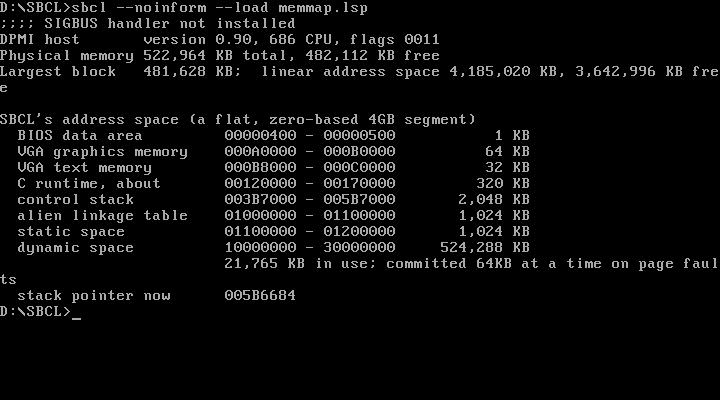 D:\SBCL>sbcl --noinform --load memmap.lsp
;;;; SIGBUS handler not installed
DPMI host       version 0.90, 686 CPU, flags 0011
Physical memory 522,964 KB total, 482,112 KB free
Largest block   481,628 KB;  linear address space 4,185,020 KB, 3,642,996 KB fre
e

SBCL's address space (a flat, zero-based 4GB segment)
  BIOS data area          00000400 - 00000500           1 KB
  VGA graphics memory     000A0000 - 000B0000          64 KB
  VGA text memory         000B8000 - 000C0000          32 KB
  C runtime, about        00120000 - 00170000         320 KB
  control stack           003B7000 - 005B7000       2,048 KB
  alien linkage table     01000000 - 01100000       1,024 KB
  static space            01100000 - 01200000       1,024 KB
  dynamic space           10000000 - 30000000     524,288 KB
                          21,765 KB in use; committed 64KB at a time on page faul
ts
  stack pointer now       005B6684
D:\SBCL>_